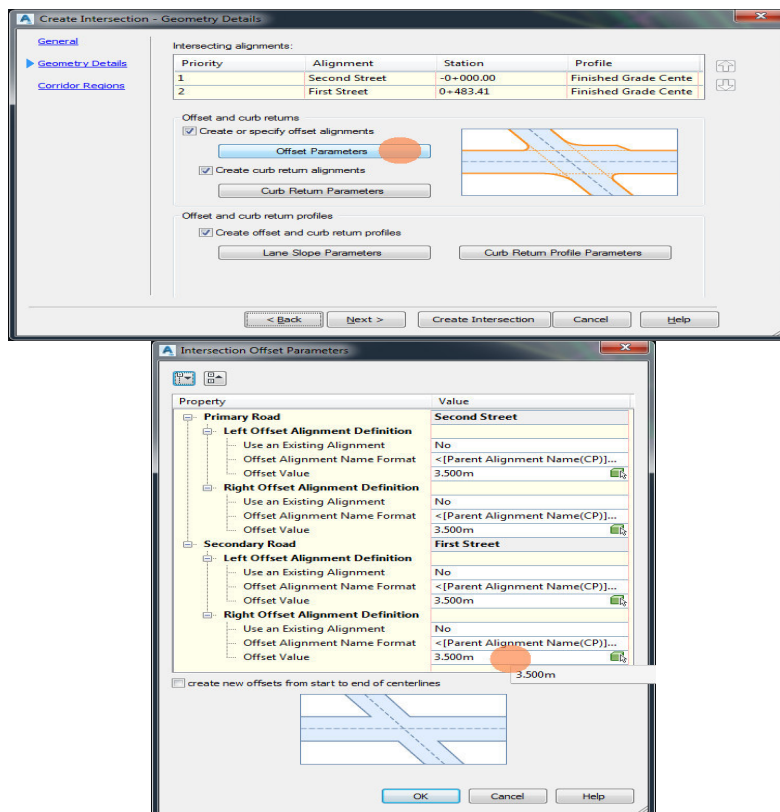 Create Intersection - Geometry Details
General
Geometry Details
Corridor Regions
Intersecting alignments:
Priority Alignment Station Profile
1 Second Street -0+000.00 Finished Grade Cente
2 First Street 0+483.41 Finished Grade Cente
Offset and curb returns
Create or specify offset alignments
Offset Parameters
Create curb return alignments
Curb Return Parameters
Offset and curb return profiles
Create offset and curb return profiles
Lane Slope Parameters Curb Return Profile Parameters
< Back Next > Create Intersection Cancel Help
Intersection Offset Parameters
Property Value
Primary Road Second Street
Left Offset Alignment Definition
Use an Existing Alignment No
Offset Alignment Name Format <[Parent Alignment Name(CP)]...
Offset Value 3.500m
Right Offset Alignment Definition
Use an Existing Alignment No
Offset Alignment Name Format <[Parent Alignment Name(CP)]...
Offset Value 3.500m
Secondary Road First Street
Left Offset Alignment Definition
Use an Existing Alignment No
Offset Alignment Name Format <[Parent Alignment Name(CP)]...
Offset Value 3.500m
Right Offset Alignment Definition
Use an Existing Alignment No
Offset Alignment Name Format <[Parent Alignment Name(CP)]...
Offset Value 3.500m
3.500m
create new offsets from start to end of centerlines
OK Cancel Help